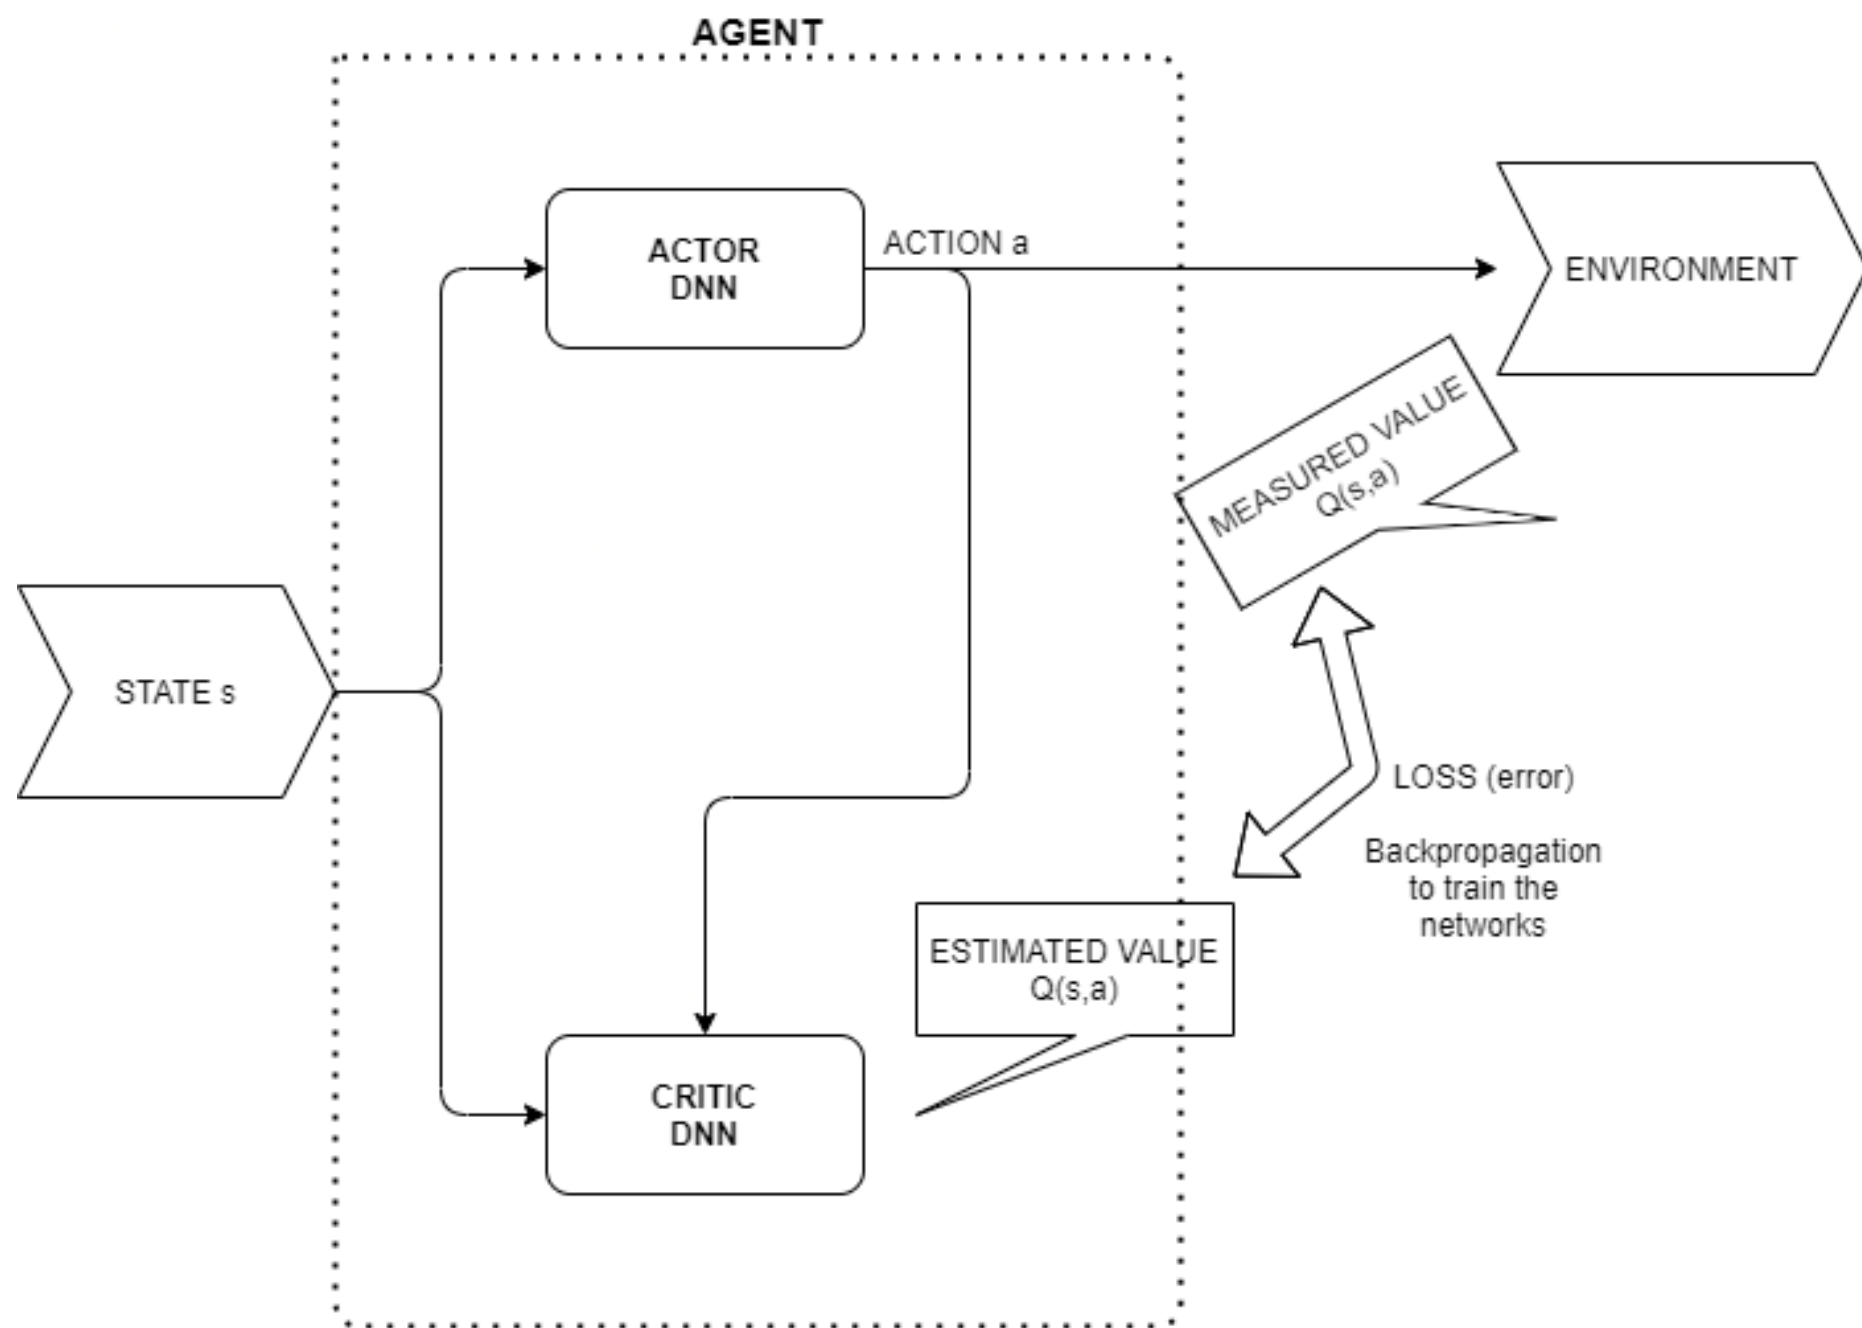 AGENT
ACTOR
DNN
ACTION a
ENVIRONMENT
MEASURED VALUE
Q(s,a)
STATE s
LOSS (error)
Backpropagation
to train the
networks
ESTIMATED VALUE
Q(s,a)
CRITIC
DNN